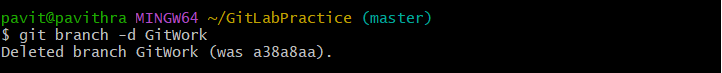 pavit@pavithra MINGW64 ~/GitLabPractice (master)
$ git branch -d GitWork
Deleted branch GitWork (was a38a8aa).